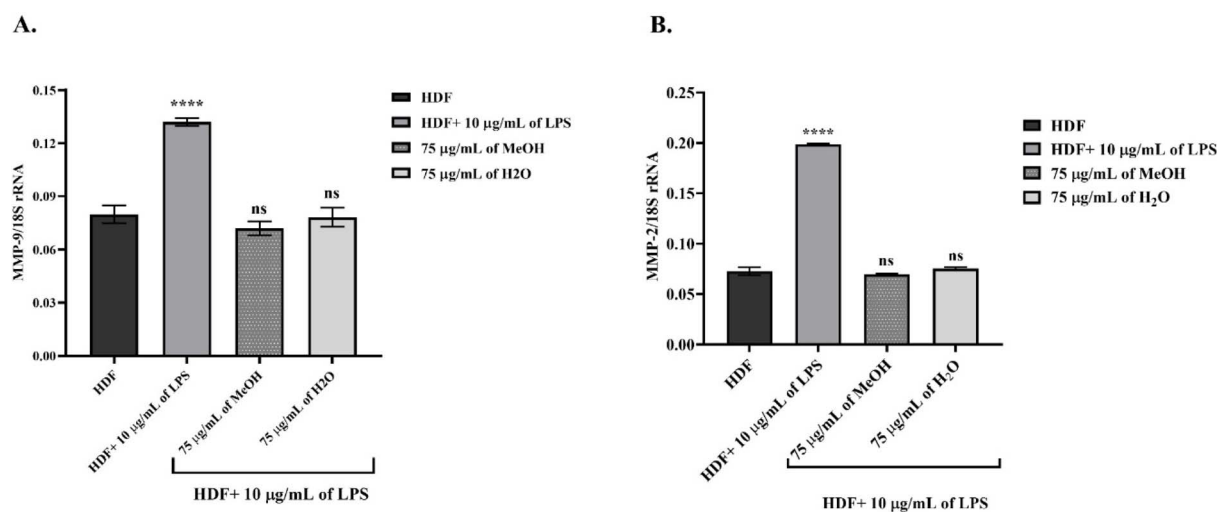 A.
MMP-9/18S rRNA
0.15
0.12
0.09
0.06
0.03
0.00
****
ns
ns
HDF
HDF+ 10 μg/mL of LPS
75 μg/mL of MeOH
75 μg/mL of H2O
HDF
HDF+ 10 μg/mL of LPS
75 μg/mL of MeOH
75 μg/mL of H2O
HDF+ 10 μg/mL of LPS
B.
MMP-2/18S rRNA
0.25
0.20
0.15
0.10
0.05
0.00
****
ns
ns
HDF
HDF+ 10 μg/mL of LPS
75 μg/mL of MeOH
75 μg/mL of H₂O
HDF
HDF+ 10 μg/mL of LPS
75 μg/mL of MeOH
75 μg/mL of H₂O
HDF+ 10 μg/mL of LPS